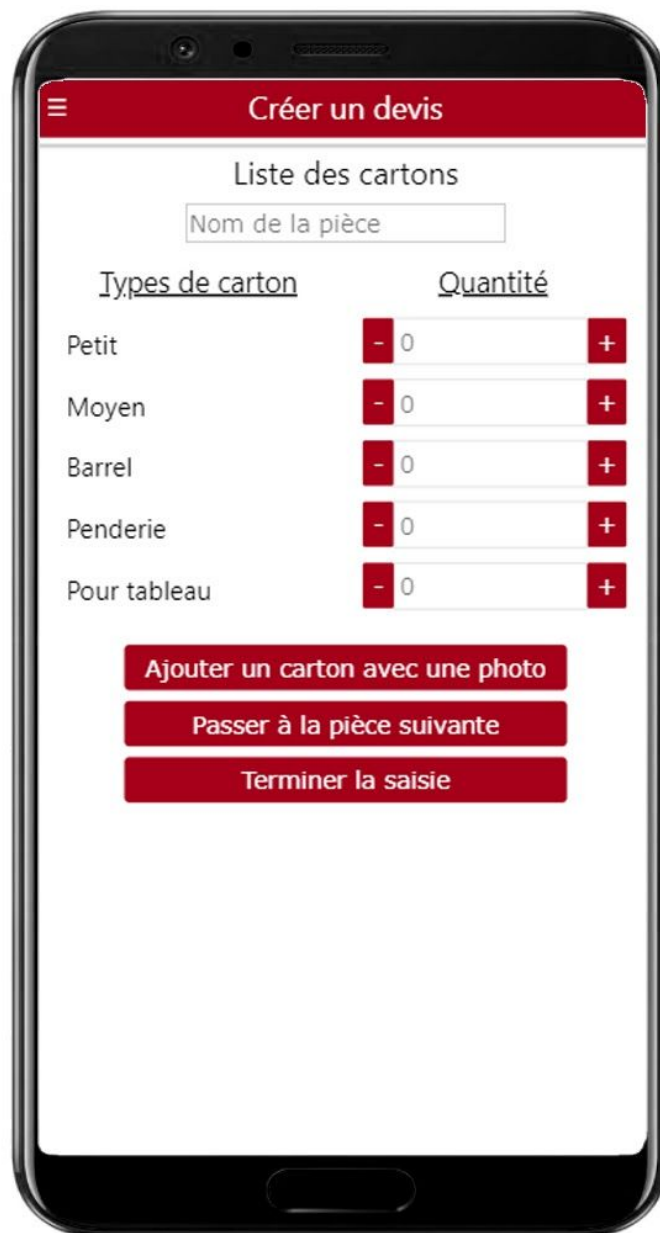 ☰ Créer un devis
Liste des cartons
Nom de la pièce
Types de carton Quantité
Petit - 0 +
Moyen - 0 +
Barrel - 0 +
Penderie - 0 +
Pour tableau - 0 +
Ajouter un carton avec une photo
Passer à la pièce suivante
Terminer la saisie